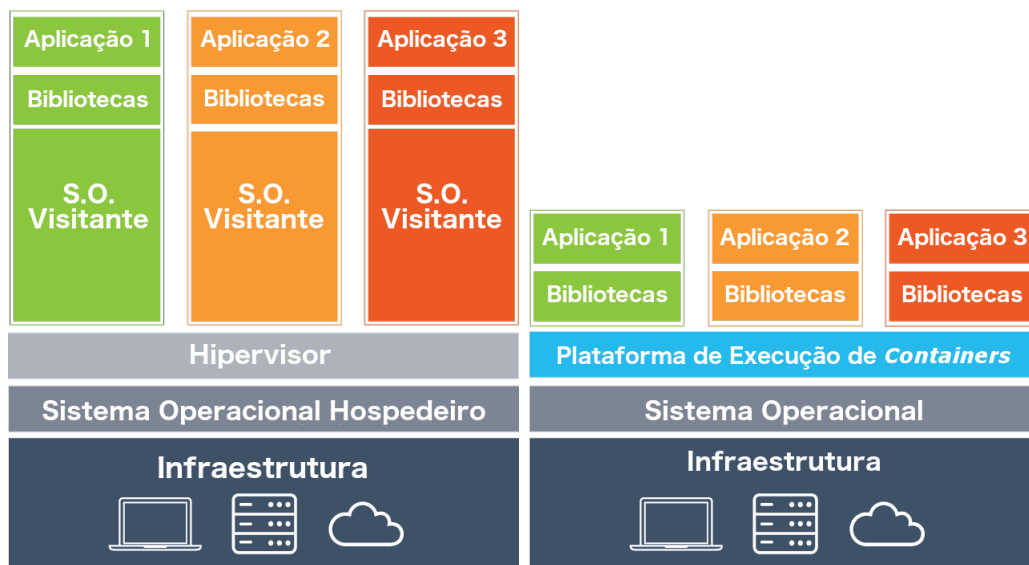 Aplicação 1
Bibliotecas
S.O.
Visitante
Aplicação 2
Bibliotecas
S.O.
Visitante
Aplicação 3
Bibliotecas
S.O.
Visitante
Hipervisor
Sistema Operacional Hospedeiro
Infraestrutura
Aplicação 1
Bibliotecas
Aplicação 2
Bibliotecas
Aplicação 3
Bibliotecas
Plataforma de Execução de Containers
Sistema Operacional
Infraestrutura